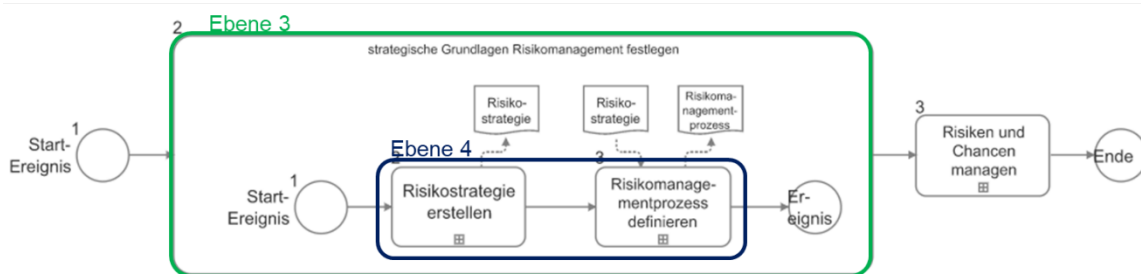 2 Ebene 3
strategische Grundlagen Risikomanagement festlegen
1
Start-
Ereignis
Risiko-
strategie
Risiko-
strategie
Risikoma-
nagement-
prozess
Ebene 4
1
Start-
Ereignis
2
Risikostrategie
erstellen
3
Risikomanage-
mentprozess
definieren
Er-
eignis
3
Risiken und
Chancen
managen
Ende